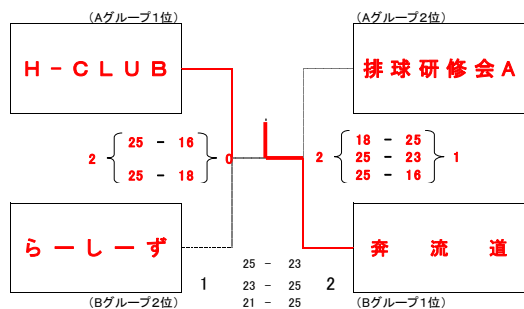 (Aグループ1位) (Aグループ2位)
H-CLUB 排球研修会A
2 { 25 - 16 } 0
25 - 18
2 { 18 - 25 } 1
25 - 23
25 - 16
らーしーず 奔流道
1 25 - 23 2
23 - 25
21 - 25
(Bグループ2位) (Bグループ1位)